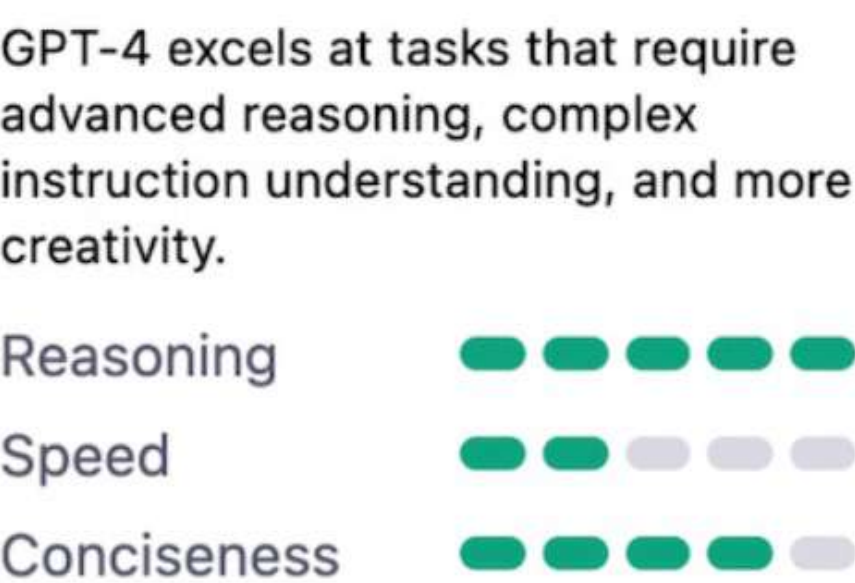 GPT-4 excels at tasks that require
advanced reasoning, complex
instruction understanding, and more
creativity.
Reasoning
Speed
Conciseness